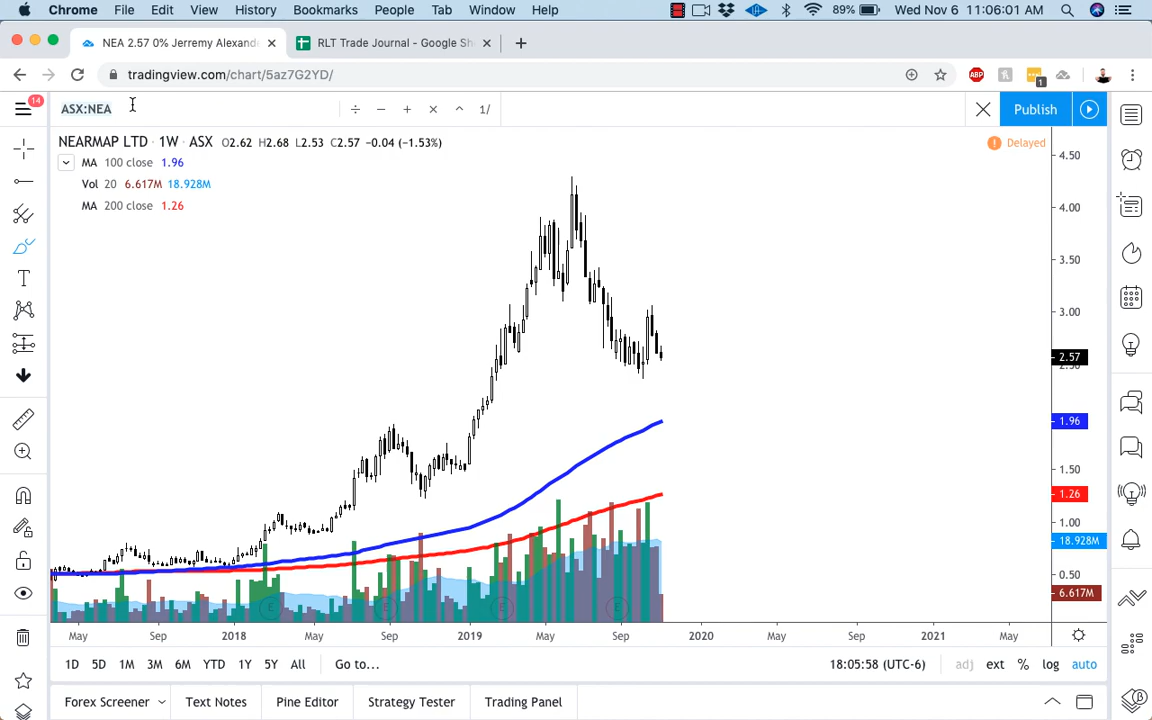 Chrome File Edit View History Bookmarks People Tab Window Help 89% Wed Nov 6 11:06:01 AM
NEA 2.57 0% Jerremy Alexande RLT Trade Journal - Google Sh
tradingview.com/chart/5az7G2YD/ ABP 1
14 ASX:NEA 1/ Publish
NEARMAP LTD · 1W · ASX O2.62 H2.68 L2.53 C2.57 −0.04 (−1.53%) Delayed
4.50
MA 100 close 1.96
Vol 20 6.617M 18.928M
MA 200 close 1.26
4.00
3.50
3.00
2.57
2.50
1.96
1.50
1.26
1.00
18.928M
0.50
6.617M
E E E E
May Sep 2018 May Sep 2019 May Sep 2020 May Sep 2021 May
1D 5D 1M 3M 6M YTD 1Y 5Y All Go to... 18:05:58 (UTC-6) adj ext % log auto
Forex Screener Text Notes Pine Editor Strategy Tester Trading Panel